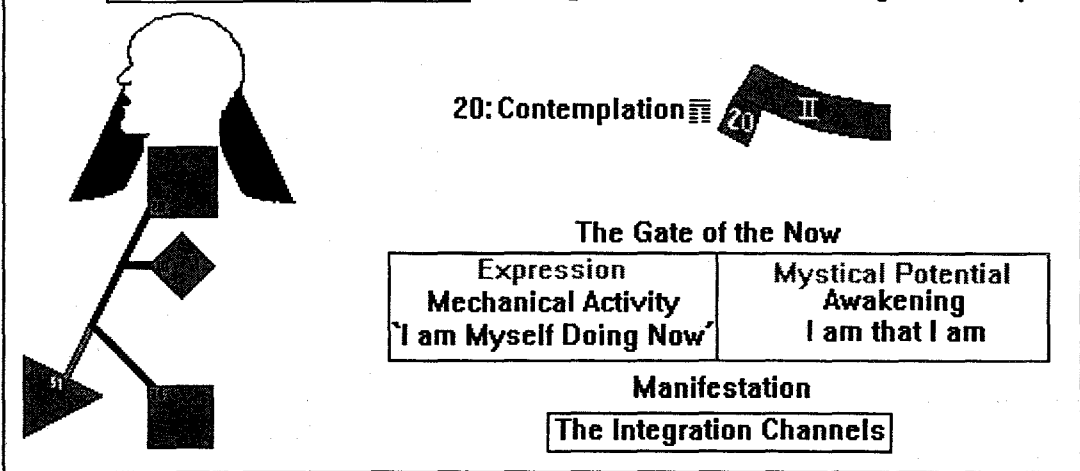 20: Contemplation
20 II
The Gate of the Now
Expression
Mechanical Activity
`I am Myself Doing Now´
Mystical Potential
Awakening
I am that I am
Manifestation
The Integration Channels